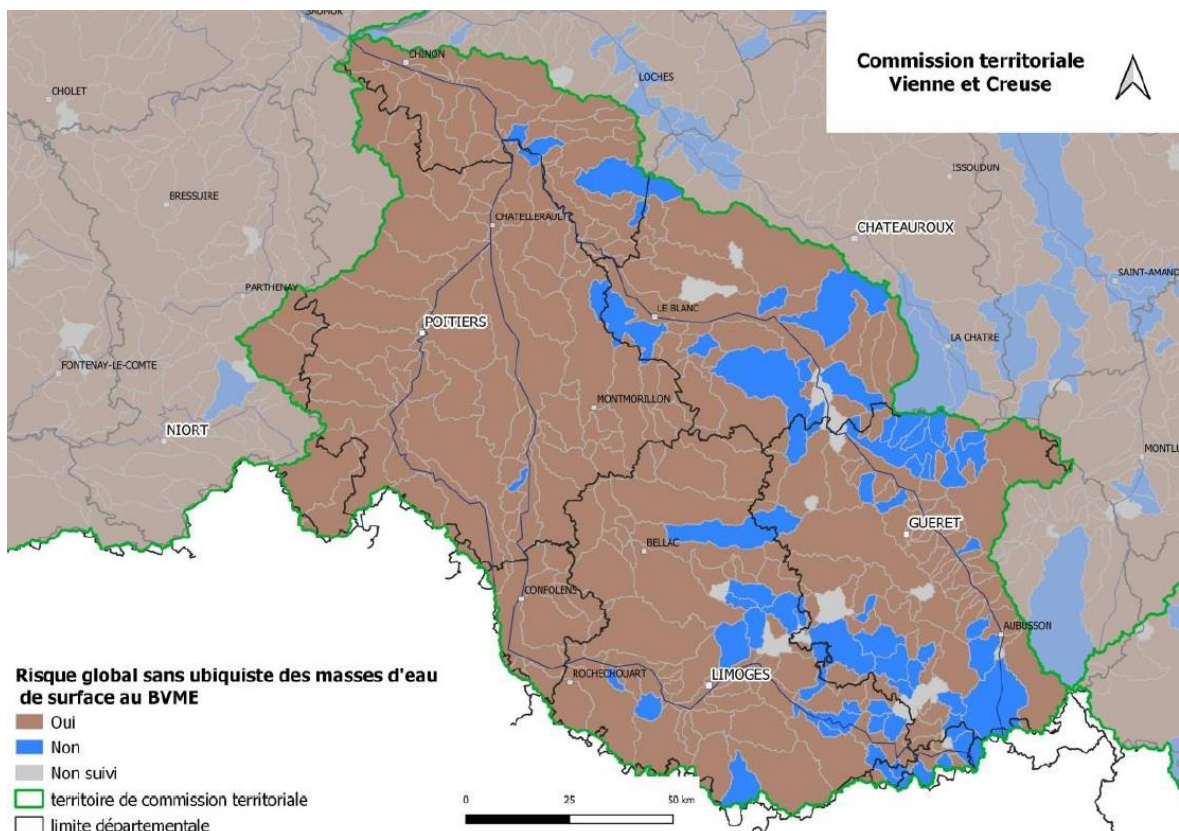 SAUMUR
CHINON
CHOLET
LOCHES
Commission territoriale
Vienne et Creuse
ISSOUDUN
BRESSUIRE
CHATELLERAULT
CHATEAUROUX
SAINT-AMAND
PARTHENAY
POITIERS
LE BLANC
LA CHATRE
FONTENAY-LE-COMTE
MONTMORILLON
NIORT
MONTLU
GUERET
BELLAC
CONFOLENS
AUBUSSON
ROCHECHOUART
LIMOGES
Risque global sans ubiquiste des masses d'eau
de surface au BVME
Oui
Non
Non suivi
territoire de commission territoriale
limite départementale
0 25 50 km